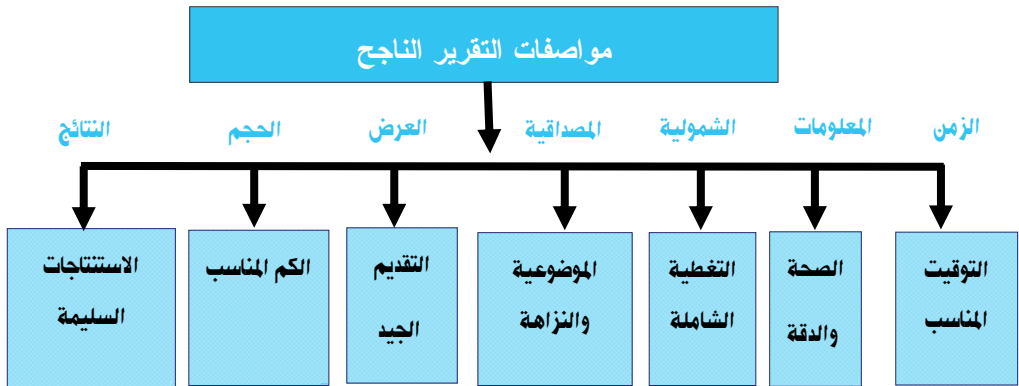 مواصفات التقرير الناجح
الزمن
المعلومات
الشمولية
المصداقية
العرض
الحجم
النتائج
التوقيت
المناسب
الصحة
والدقة
التغطية
الشاملة
الموضوعية
والنزاهة
التقديم
الجيد
الكم المناسب
الاستنتاجات
السليمة